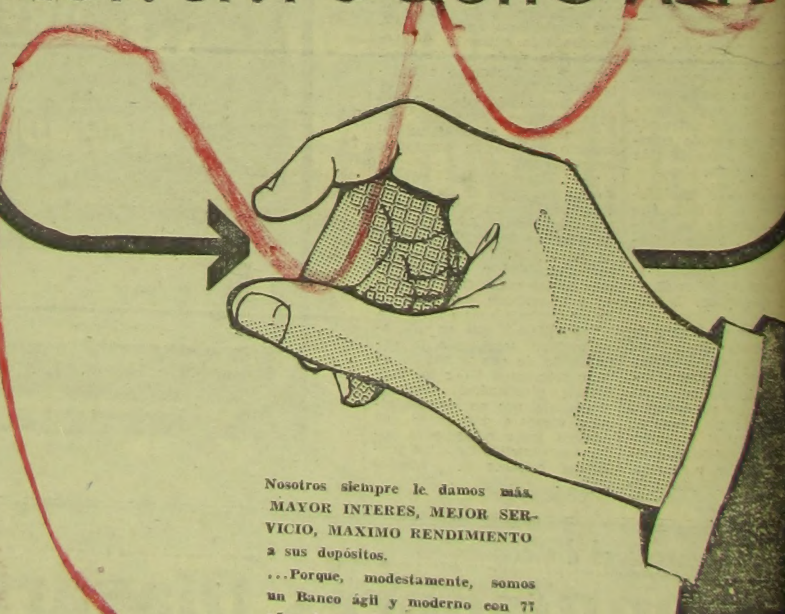 Nosotros siempre le damos más.
MAYOR INTERES, MEJOR SER-
VICIO, MAXIMO RENDIMIENTO
a sus depósitos.
...Porque, modestamente, somos
un Banco ágil y moderno con 77